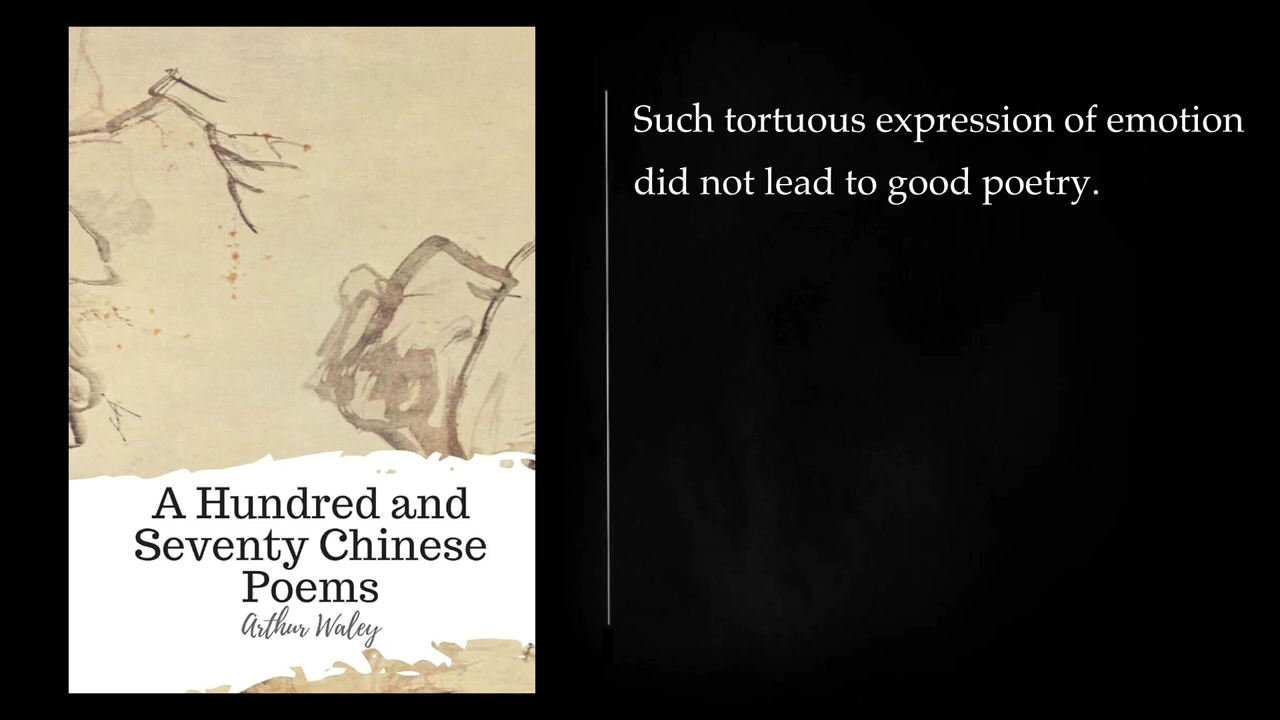 A Hundred and
Seventy Chinese
Poems
Arthur Waley
Such tortuous expression of emotion
did not lead to good poetry.